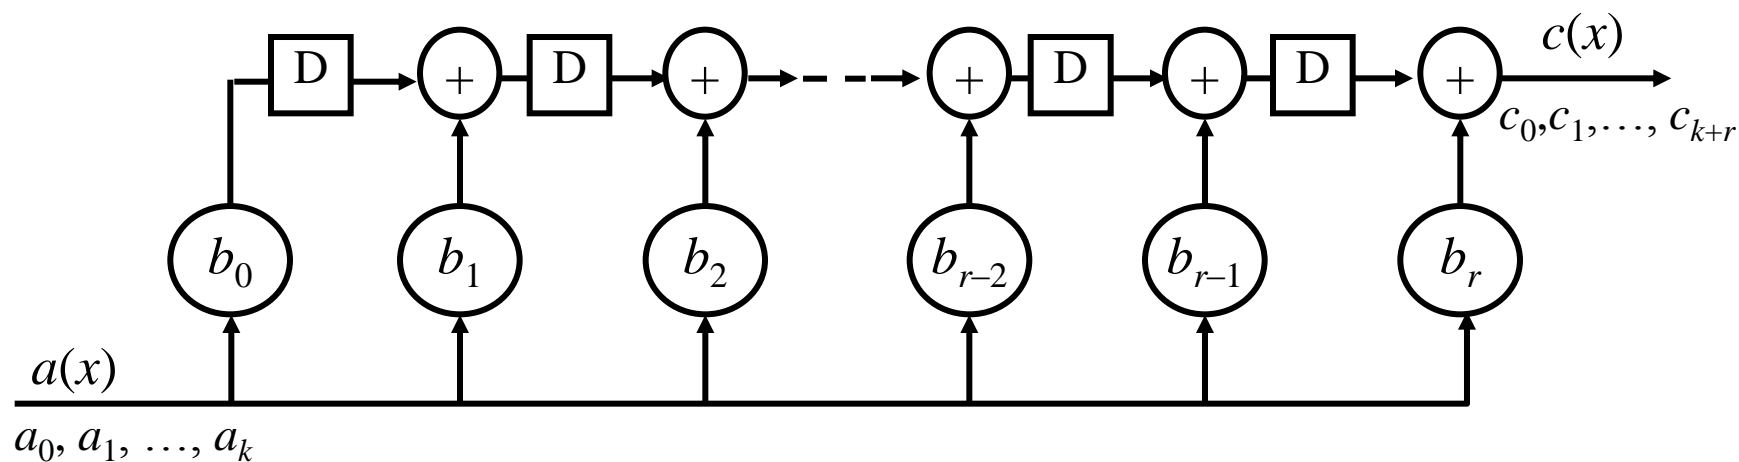 D + D + + D + D + c(x)
c₀,c₁,…, cₖ₊ᵣ
b₀ b₁ b₂ bᵣ₋₂ bᵣ₋₁ bᵣ
a(x)
a₀, a₁, …, aₖ